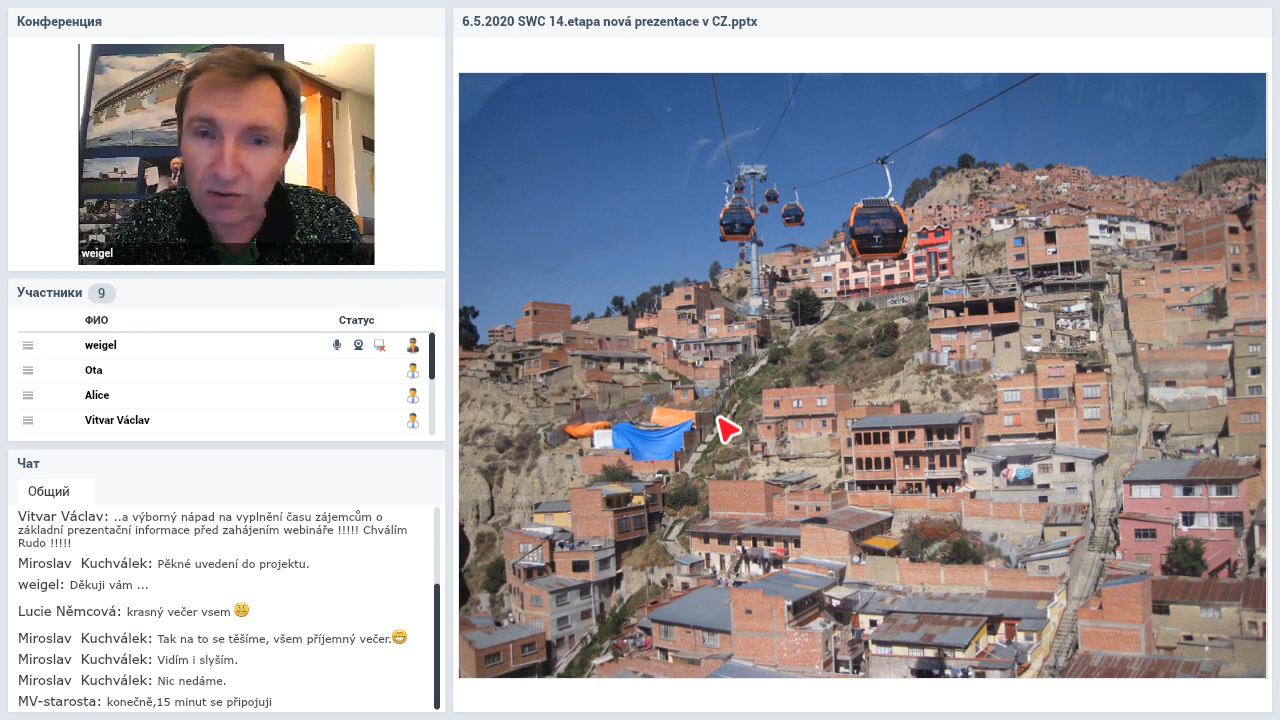 Конференция
weigel
Участники 9
ФИО Статус
weigel
Ota
Alice
Vitvar Václav
Чат
Общий
Vitvar Václav: ..a výborný nápad na vyplnění času zájemcům o
základní prezentační informace před zahájením webináře !!!!! Chválím
Rudo !!!!!
Miroslav Kuchválek: Pěkné uvedení do projektu.
weigel: Děkuji vám ...
Lucie Němcová: krasný večer vsem
Miroslav Kuchválek: Tak na to se těšíme, všem příjemný večer.
Miroslav Kuchválek: Vidím i slyším.
Miroslav Kuchválek: Nic nedáme.
MV-starosta: konečně,15 minut se připojuji
6.5.2020 SWC 14.etapa nová prezentace v CZ.pptx